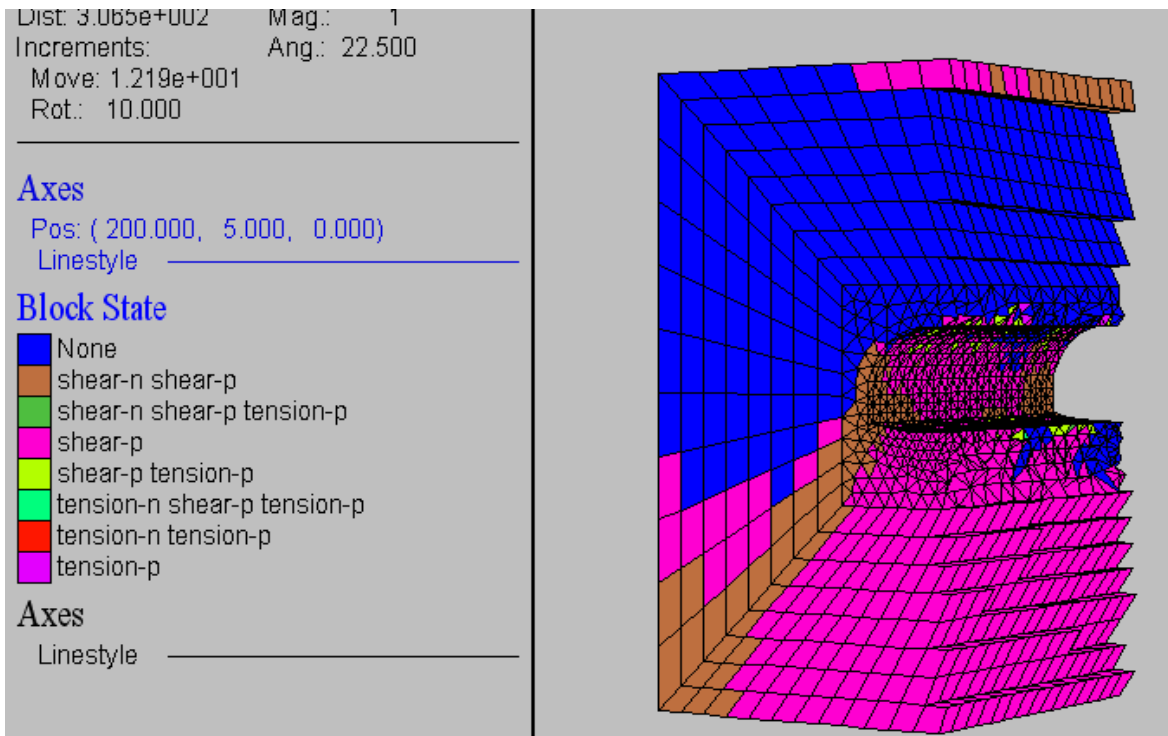 Dist: 3.065e+002 Mag.: 1
Increments: Ang.: 22.500
Move: 1.219e+001
Rot.: 10.000
Axes
Pos: ( 200.000, 5.000, 0.000)
Linestyle
Block State
None
shear-n shear-p
shear-n shear-p tension-p
shear-p
shear-p tension-p
tension-n shear-p tension-p
tension-n tension-p
tension-p
Axes
Linestyle